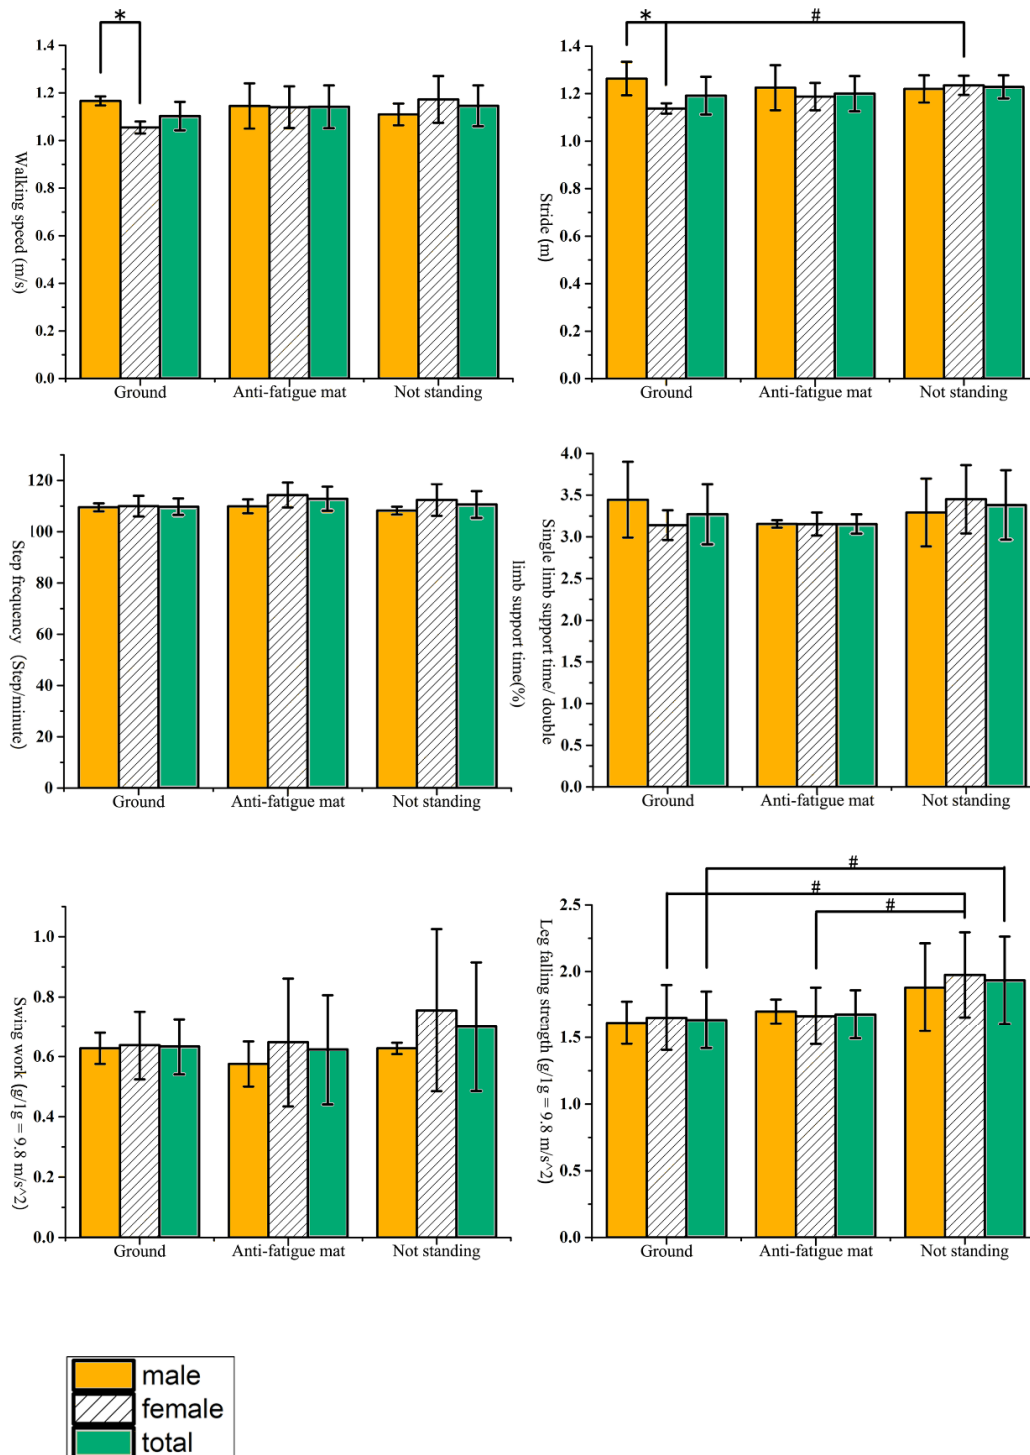 *
1.4
1.2
1.0
0.8
0.6
0.4
0.2
0.0
Walking speed (m/s)
Ground
Anti-fatigue mat
Not standing
*
#
1.4
1.2
1.0
0.8
0.6
0.4
0.2
0.0
Stride (m)
Ground
Anti-fatigue mat
Not standing
120
100
80
60
40
20
0
Step frequency (Step/minute)
Ground
Anti-fatigue mat
Not standing
4.0
3.5
3.0
2.5
2.0
1.5
1.0
0.5
0.0
Single limb support time/ double
limb support time(%)
Ground
Anti-fatigue mat
Not standing
1.0
0.8
0.6
0.4
0.2
0.0
Swing work (g/1g = 9.8 m/s^2)
Ground
Anti-fatigue mat
Not standing
#
#
#
2.5
2.0
1.5
1.0
0.5
0.0
Leg falling strength (g/1g = 9.8 m/s^2)
Ground
Anti-fatigue mat
Not standing
male
female
total